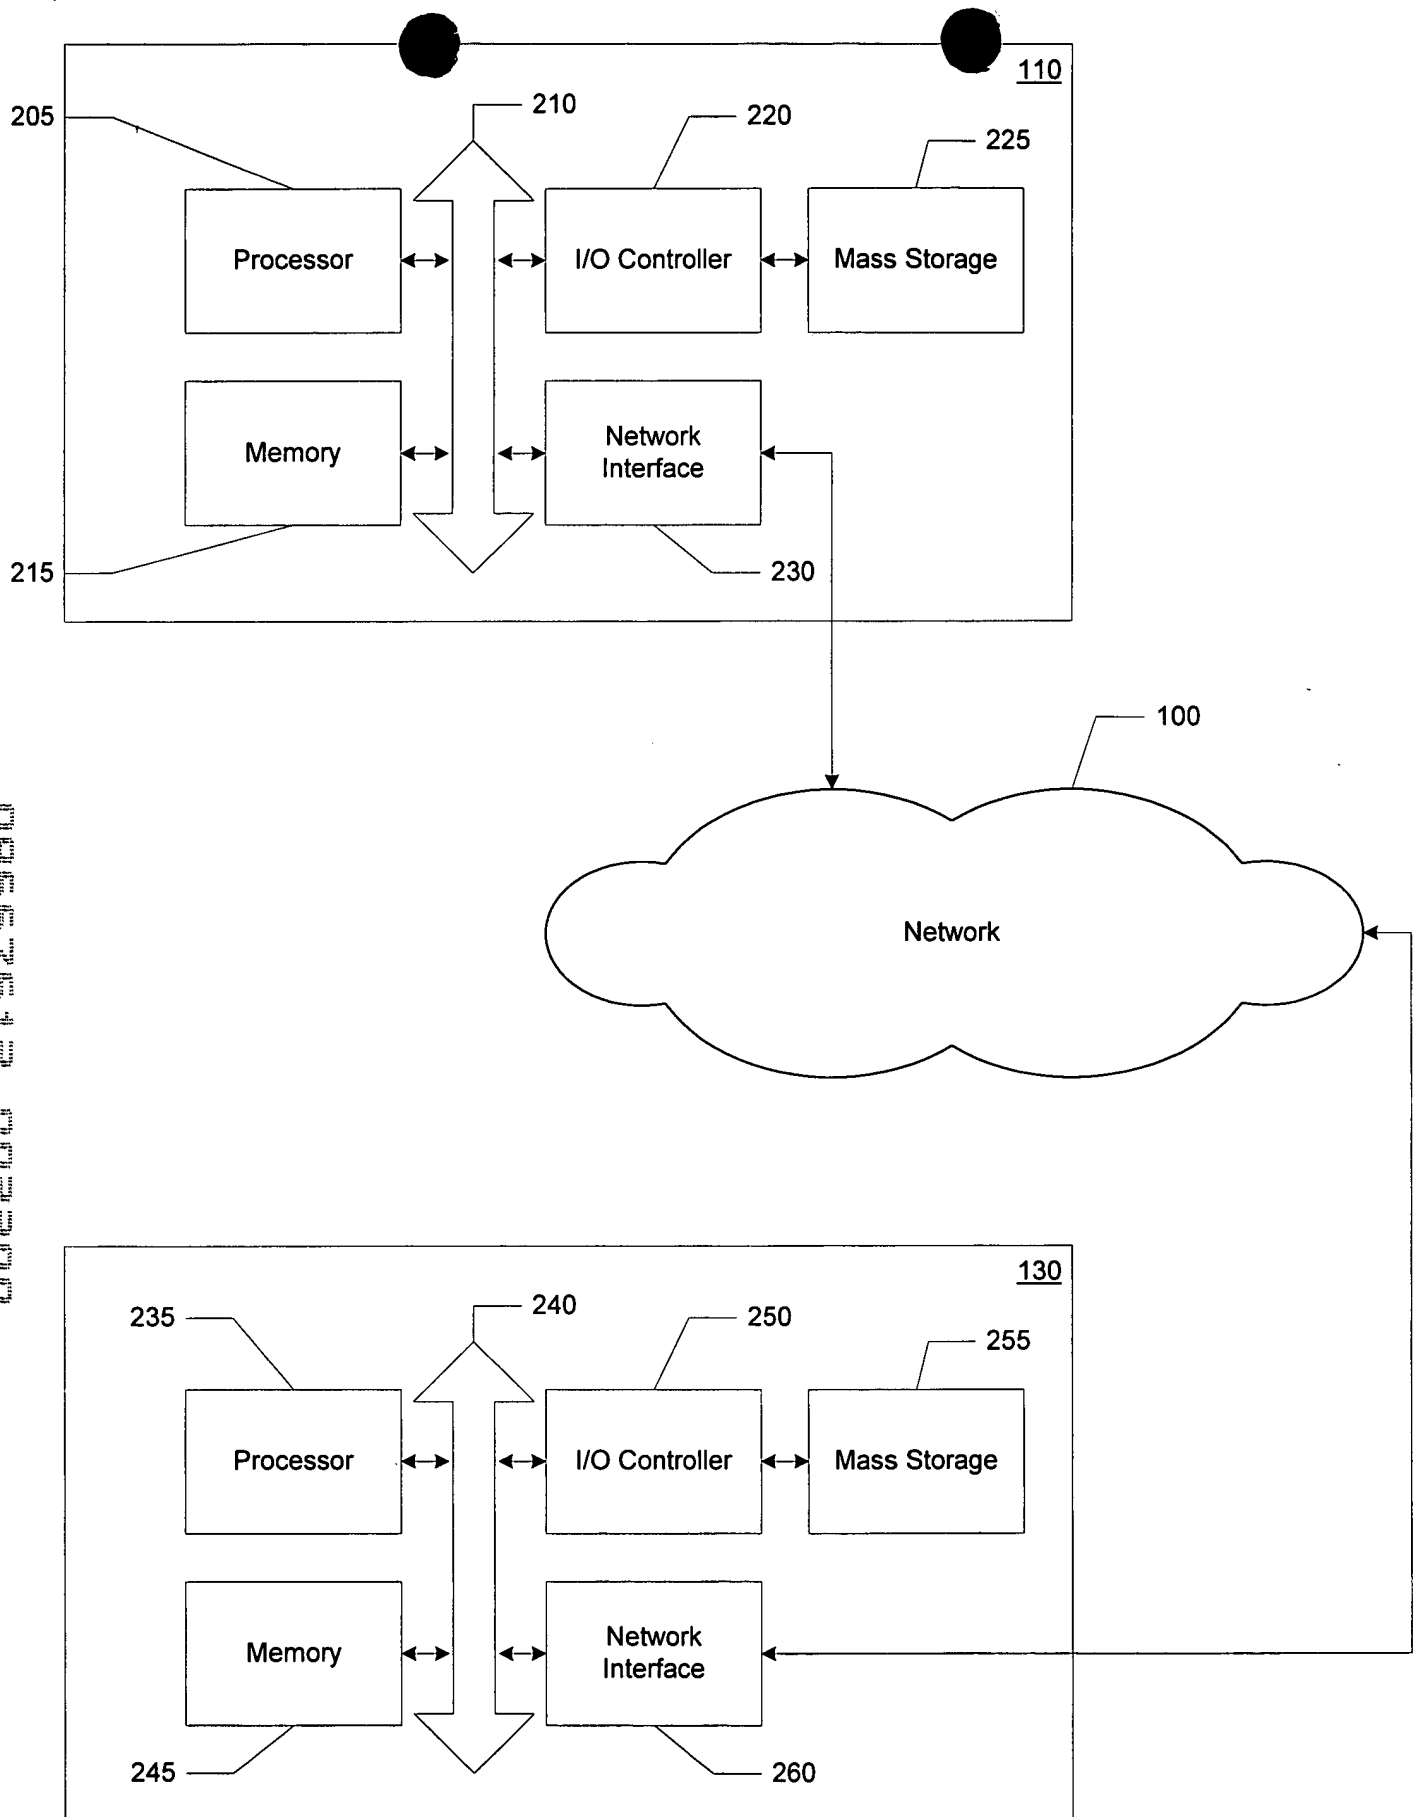 110
205
210
220
225
Processor
I/O Controller
Mass Storage
Memory
Network
Interface
215
230
100
Network
130
235
240
250
255
Processor
I/O Controller
Mass Storage
Memory
Network
Interface
245
260